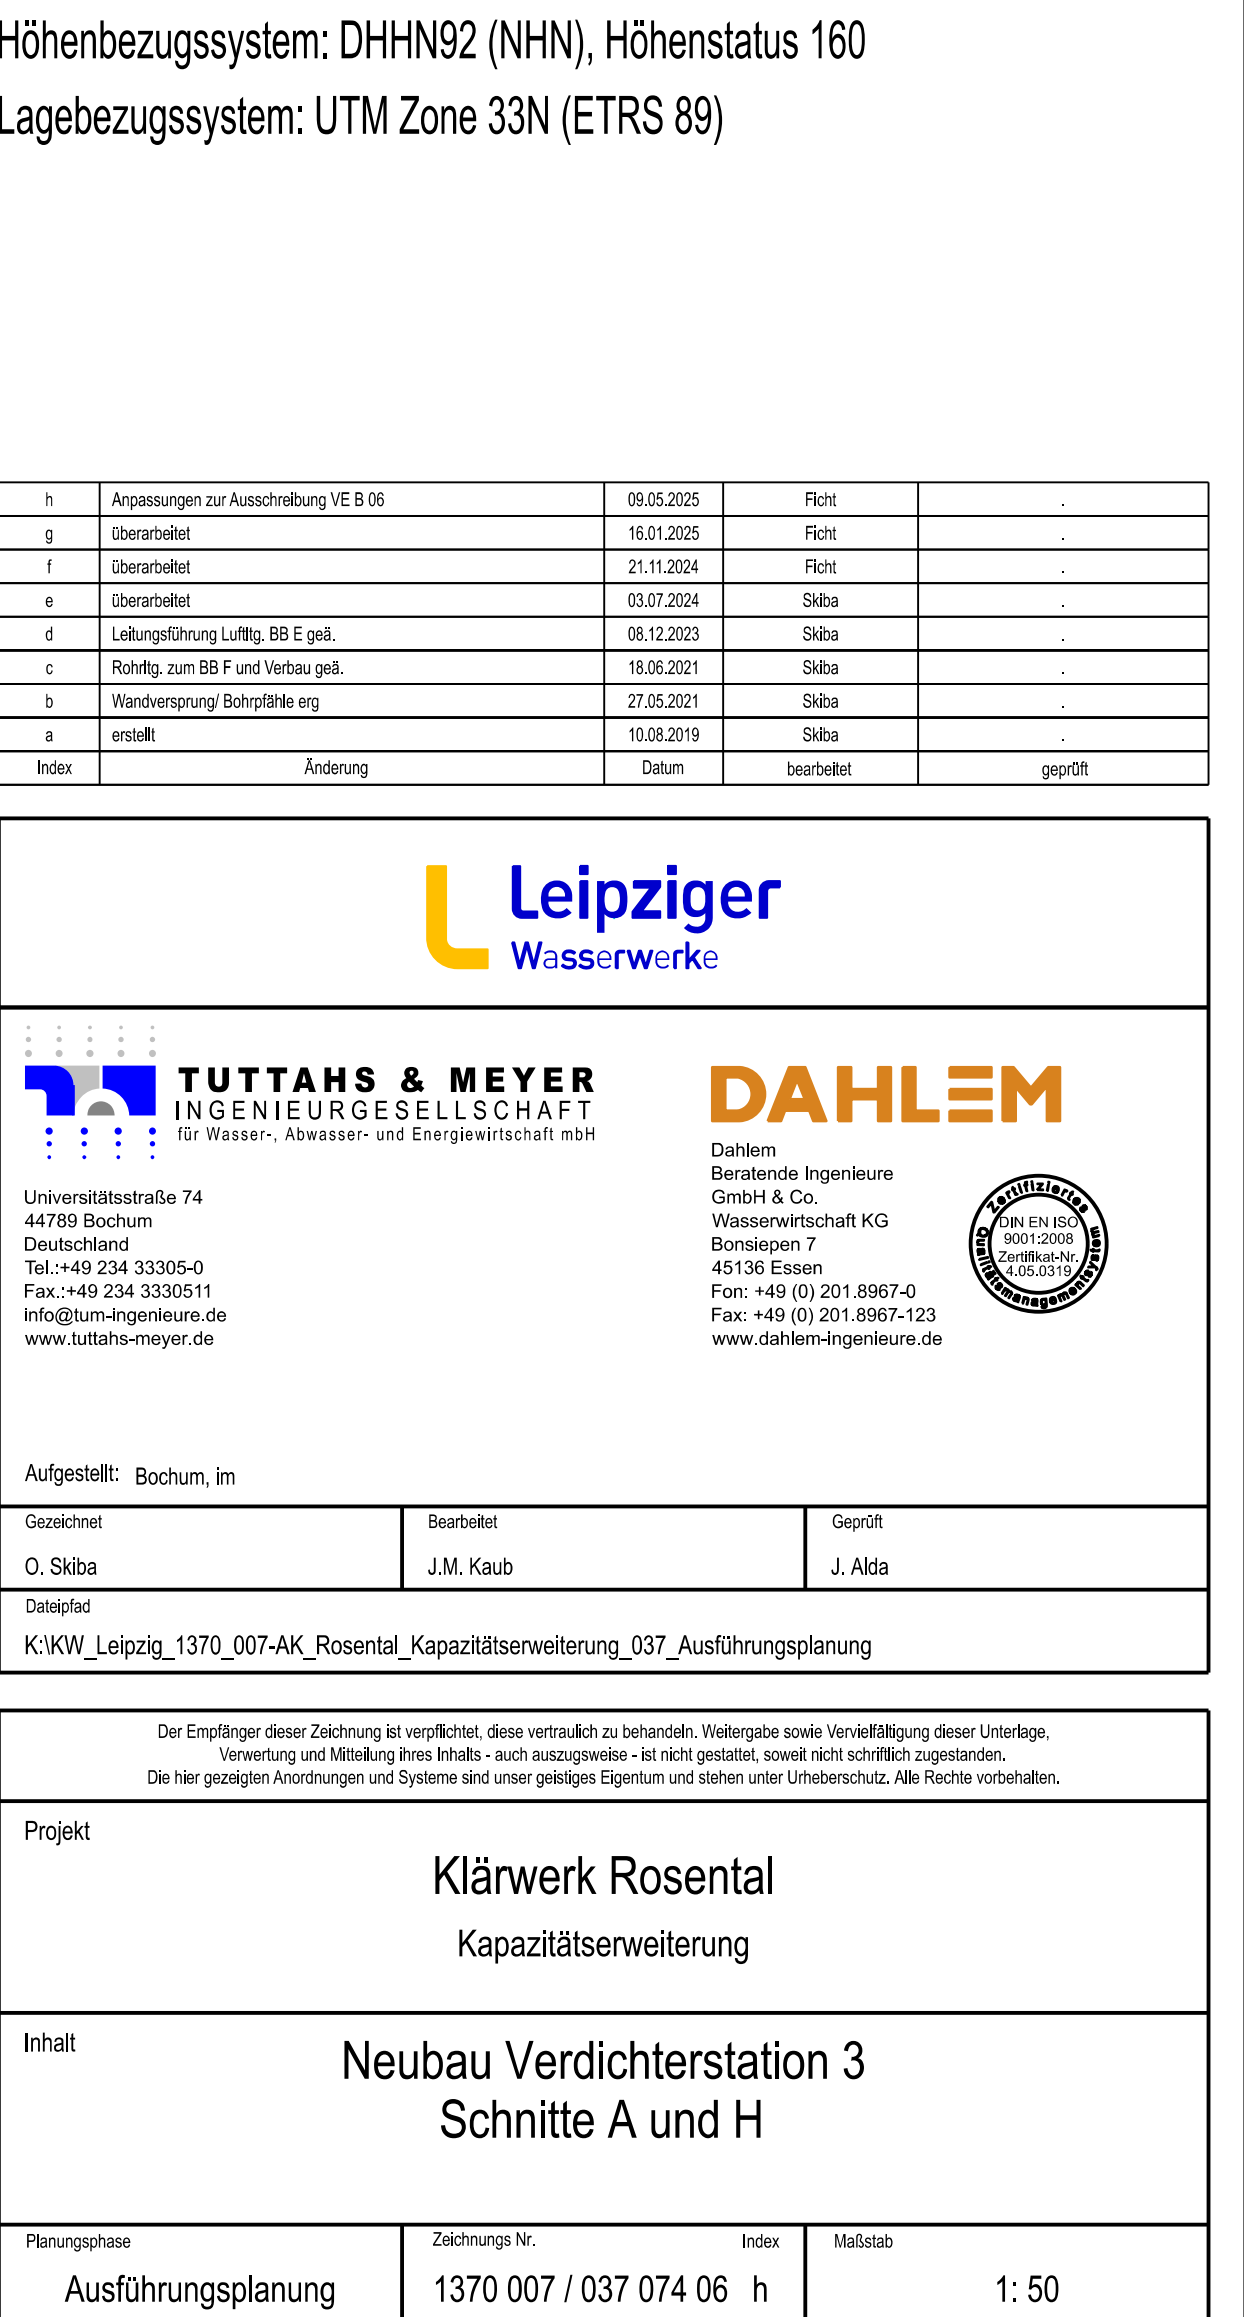 Höhenbezugssystem: DHHN92 (NHN), Höhenstatus 160
Lagebezugssystem: UTM Zone 33N (ETRS 89)
h Anpassungen zur Ausschreibung VE B 06 09.05.2025 Ficht .
g überarbeitet 16.01.2025 Ficht .
f überarbeitet 21.11.2024 Ficht .
e überarbeitet 03.07.2024 Skiba .
d Leitungsführung Luftltg. BB E geä. 08.12.2023 Skiba .
c Rohrltg. zum BB F und Verbau geä. 18.06.2021 Skiba .
b Wandversprung/ Bohrpfähle erg 27.05.2021 Skiba .
a erstellt 10.08.2019 Skiba .
Index Änderung Datum bearbeitet geprüft
Leipziger
Wasserwerke
TUTTAHS & MEYER
INGENIEURGESELLSCHAFT
für Wasser-, Abwasser- und Energiewirtschaft mbH
Universitätsstraße 74
44789 Bochum
Deutschland
Tel.:+49 234 33305-0
Fax.:+49 234 3330511
info@tum-ingenieure.de
www.tuttahs-meyer.de
DAHLEM
Dahlem
Beratende Ingenieure
GmbH & Co.
Wasserwirtschaft KG
Bonsiepen 7
45136 Essen
Fon: +49 (0) 201.8967-0
Fax: +49 (0) 201.8967-123
www.dahlem-ingenieure.de
Zertifiziertes
Qualitätsmanagementsystem
DIN EN ISO
9001:2008
Zertifikat-Nr.
4.05.0319
Aufgestellt: Bochum, im
Gezeichnet Bearbeitet Geprüft
O. Skiba J.M. Kaub J. Alda
Dateipfad
K:\KW_Leipzig_1370_007-AK_Rosental_Kapazitätserweiterung_037_Ausführungsplanung
Der Empfänger dieser Zeichnung ist verpflichtet, diese vertraulich zu behandeln. Weitergabe sowie Vervielfältigung dieser Unterlage,
Verwertung und Mitteilung ihres Inhalts - auch auszugsweise - ist nicht gestattet, soweit nicht schriftlich zugestanden.
Die hier gezeigten Anordnungen und Systeme sind unser geistiges Eigentum und stehen unter Urheberschutz. Alle Rechte vorbehalten.
Projekt
Klärwerk Rosental
Kapazitätserweiterung
Inhalt
Neubau Verdichterstation 3
Schnitte A und H
Planungsphase Zeichnungs Nr. Index Maßstab
Ausführungsplanung 1370 007 / 037 074 06 h 1: 50